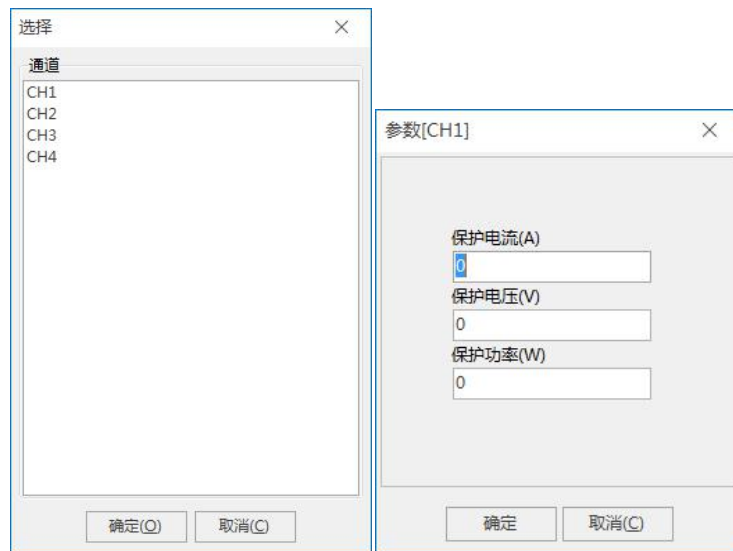 选择
通道
CH1
CH2
CH3
CH4
确定(O)
取消(C)
参数[CH1]
保护电流(A)
0
保护电压(V)
0
保护功率(W)
0
确定
取消(C)